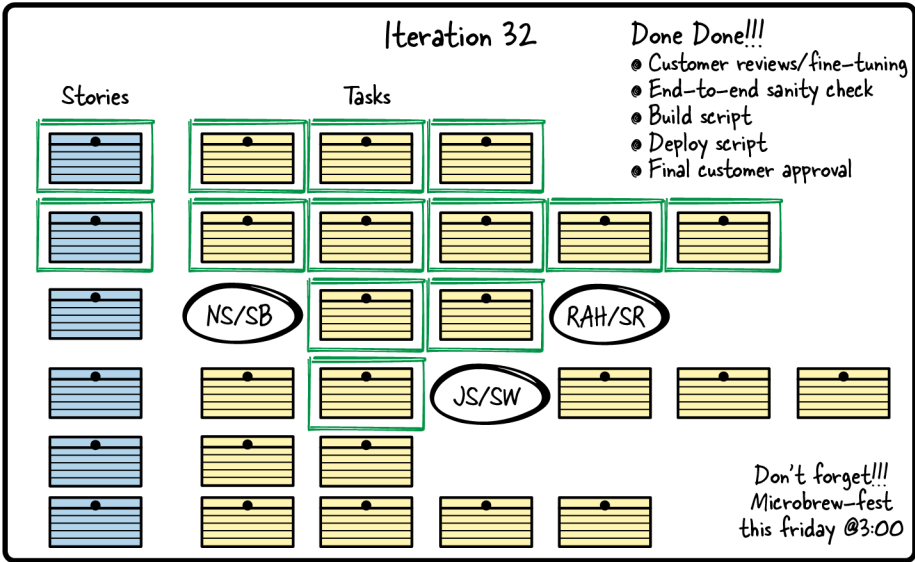 Iteration 32
Done Done!!!
Customer reviews/fine-tuning
End-to-end sanity check
Build script
Deploy script
Final customer approval
Stories
Tasks
NS/SB
RAH/SR
JS/SW
Don't forget!!!
Microbrew-fest
this friday @3:00